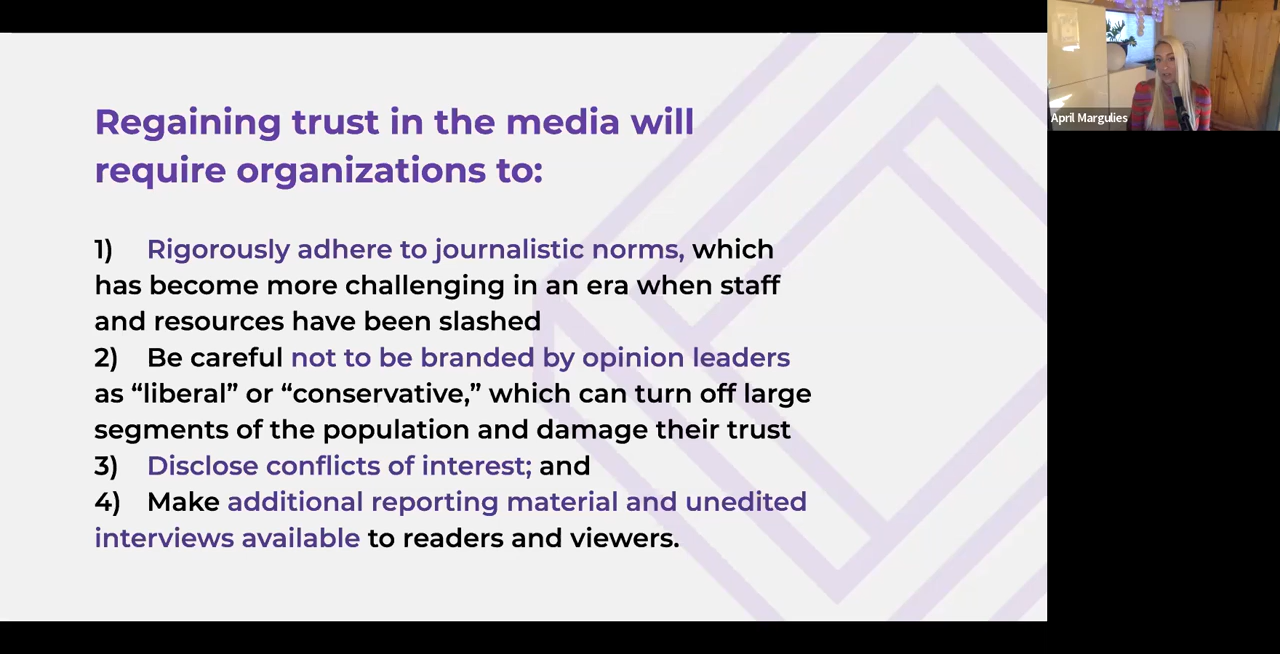 Regaining trust in the media will
require organizations to:
1) Rigorously adhere to journalistic norms, which
has become more challenging in an era when staff
and resources have been slashed
2) Be careful not to be branded by opinion leaders
as “liberal” or “conservative,” which can turn off large
segments of the population and damage their trust
3) Disclose conflicts of interest; and
4) Make additional reporting material and unedited
interviews available to readers and viewers.
April Margulies